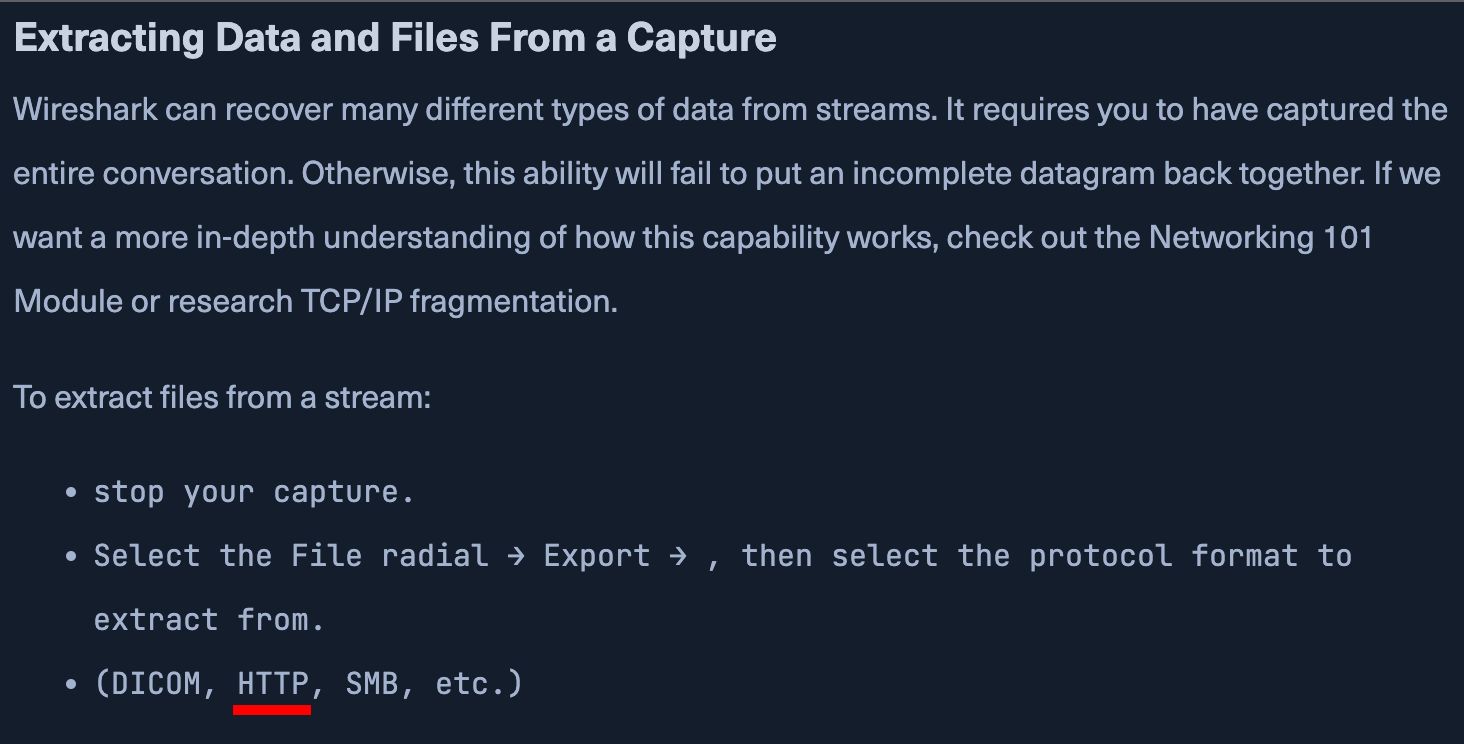 Extracting Data and Files From a Capture
Wireshark can recover many different types of data from streams. It requires you to have captured the
entire conversation. Otherwise, this ability will fail to put an incomplete datagram back together. If we
want a more in-depth understanding of how this capability works, check out the Networking 101
Module or research TCP/IP fragmentation.
To extract files from a stream:
• stop your capture.
• Select the File radial → Export → , then select the protocol format to
extract from.
• (DICOM, HTTP, SMB, etc.)